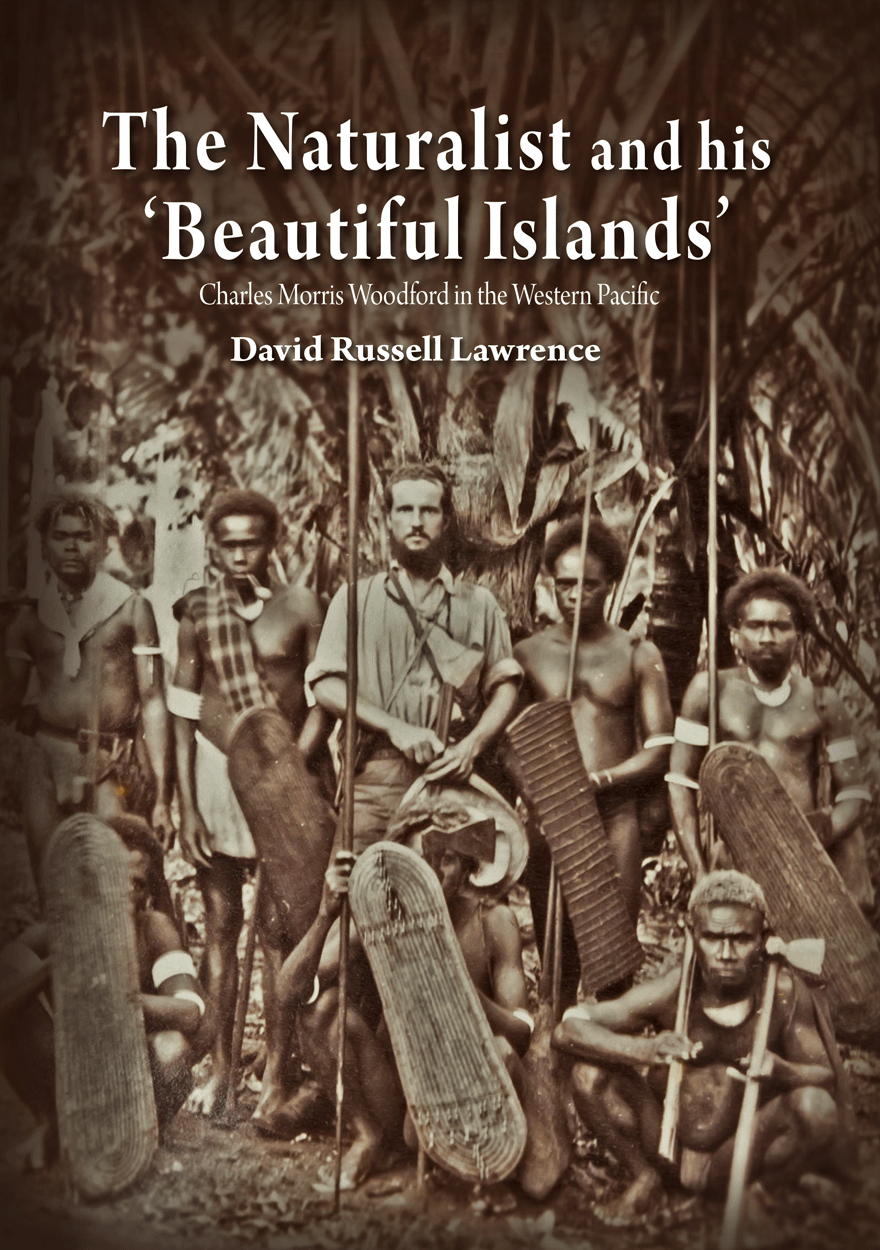 The Naturalist and his
‘Beautiful Islands’
Charles Morris Woodford in the Western Pacific
David Russell Lawrence